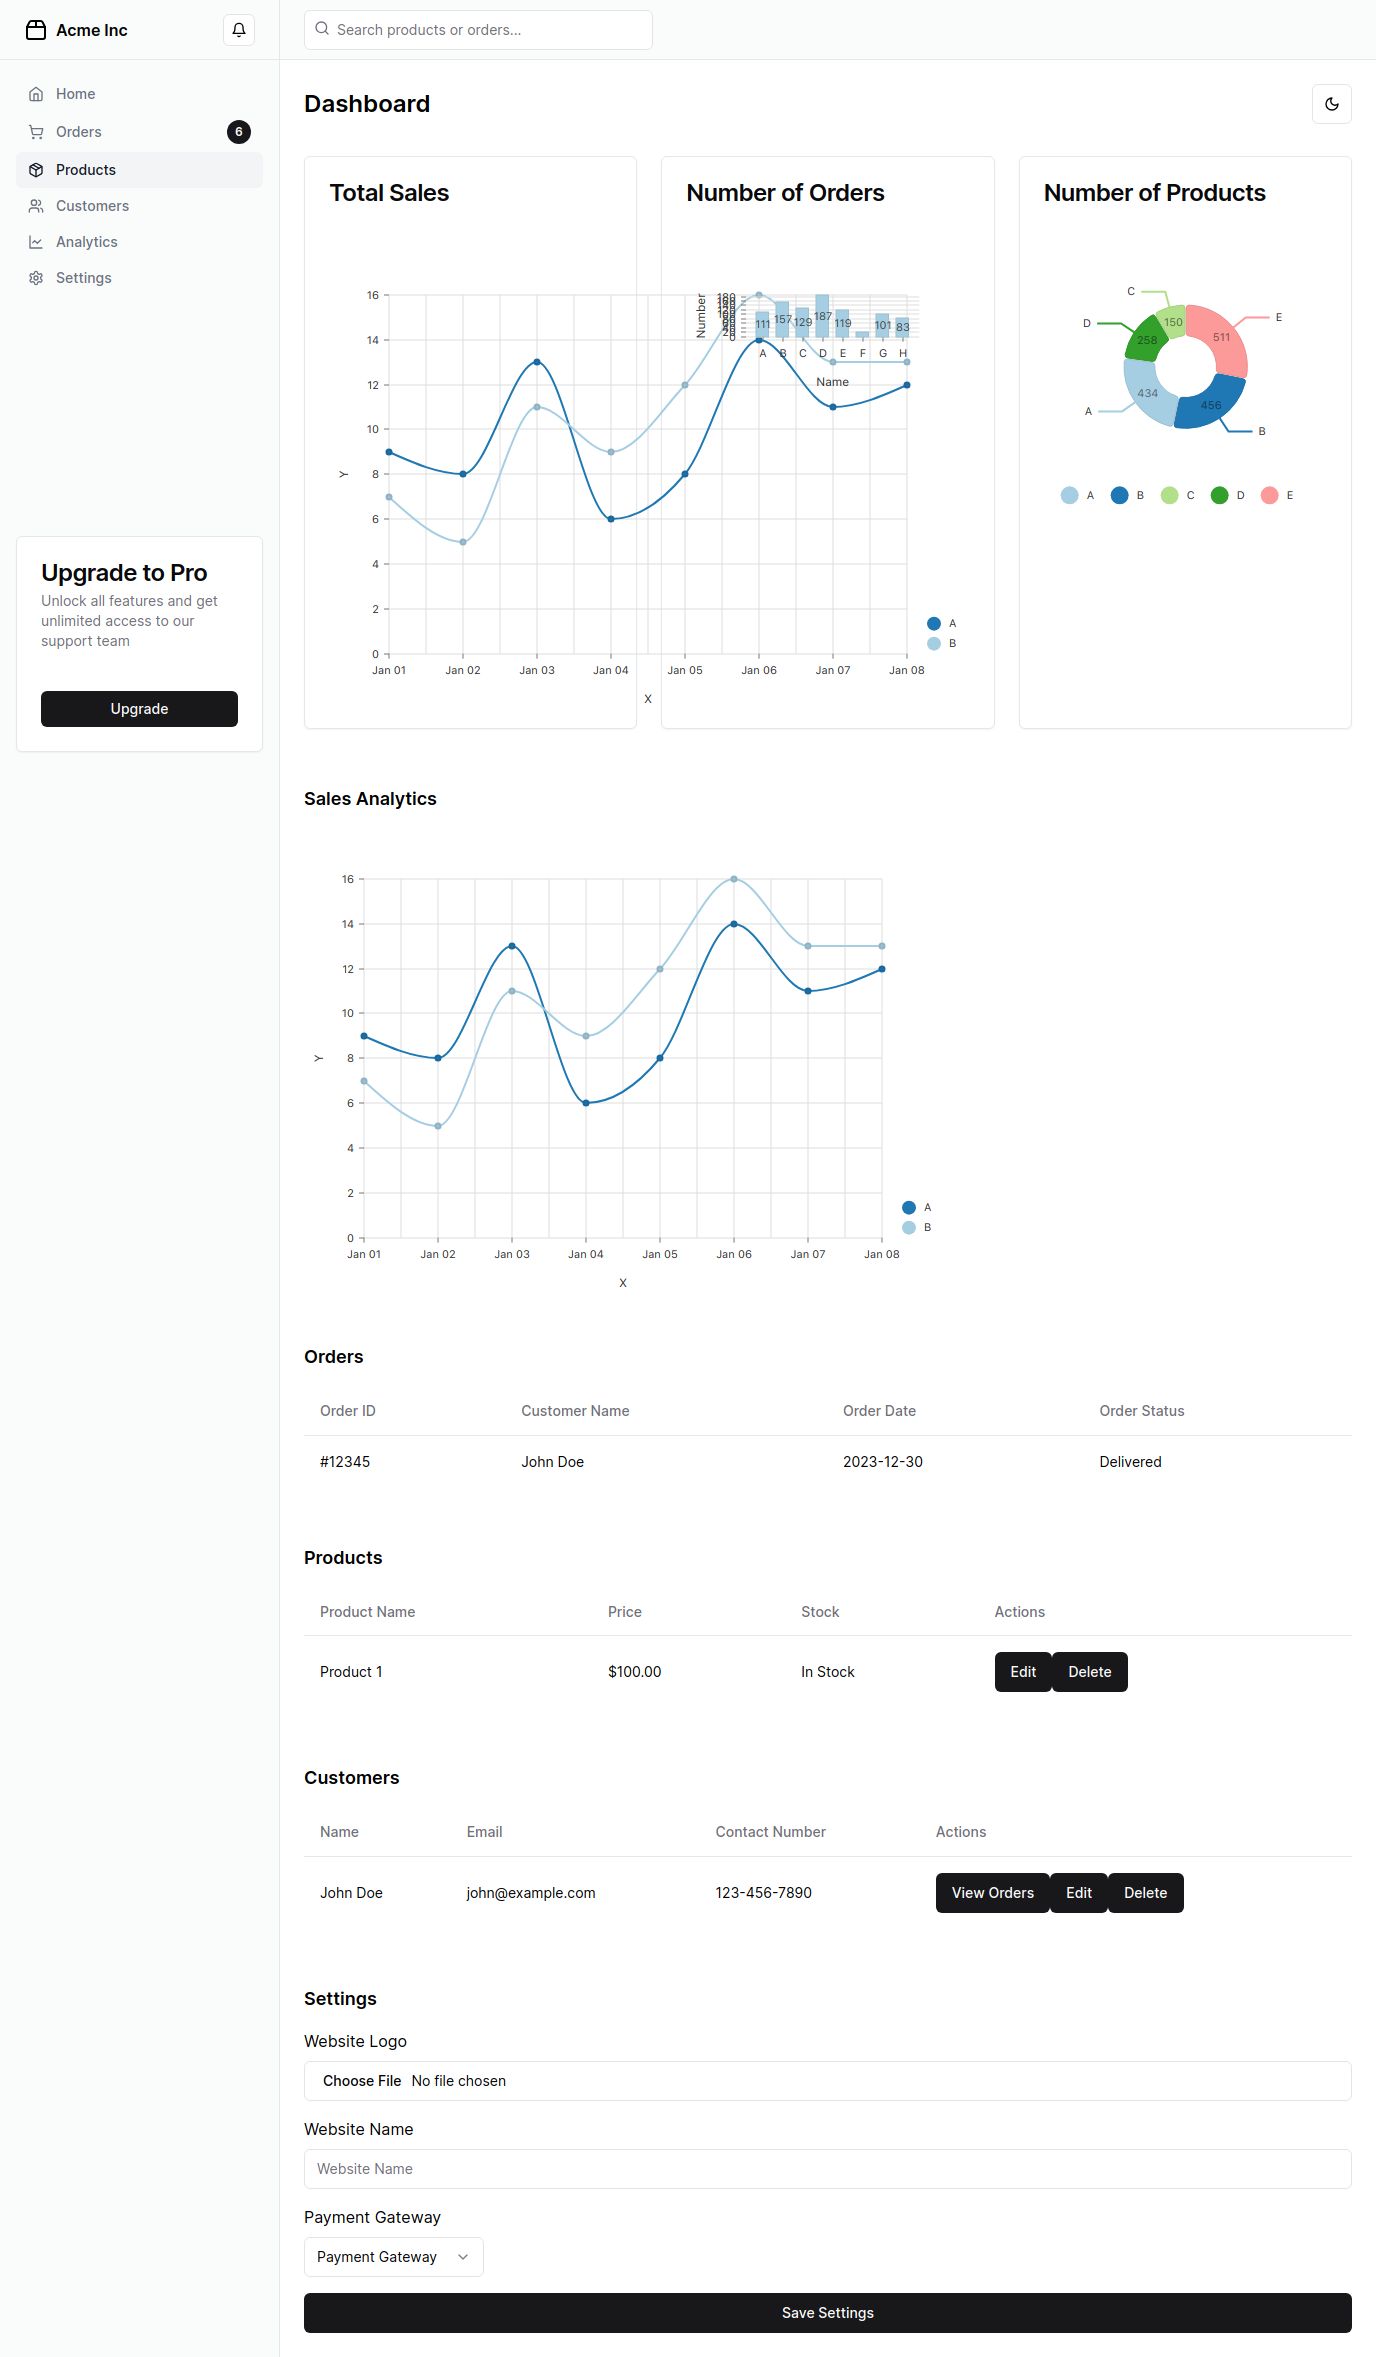 Acme Inc
Search products or orders...
Home
Orders
6
Products
Customers
Analytics
Settings
Upgrade to Pro
Unlock all features and get
unlimited access to our
support team
Upgrade
Dashboard
Total Sales
16
14
12
10
8
6
4
2
0
Y
Jan 01
Jan 02
Jan 03
Jan 04
Jan 05
Jan 06
Jan 07
Jan 08
X
A
B
Number of Orders
Number
180
20
0
111
157
129
187
119
101
83
A
B
C
D
E
F
G
H
Name
Number of Products
C
D
A
E
B
150
258
434
511
456
A
B
C
D
E
Sales Analytics
16
14
12
10
8
6
4
2
0
Y
Jan 01
Jan 02
Jan 03
Jan 04
Jan 05
Jan 06
Jan 07
Jan 08
X
A
B
Orders
Order ID Customer Name Order Date Order Status
#12345 John Doe 2023-12-30 Delivered
Products
Product Name Price Stock Actions
Product 1 $100.00 In Stock Edit Delete
Customers
Name Email Contact Number Actions
John Doe john@example.com 123-456-7890 View Orders Edit Delete
Settings
Website Logo
Choose File No file chosen
Website Name
Website Name
Payment Gateway
Payment Gateway
Save Settings